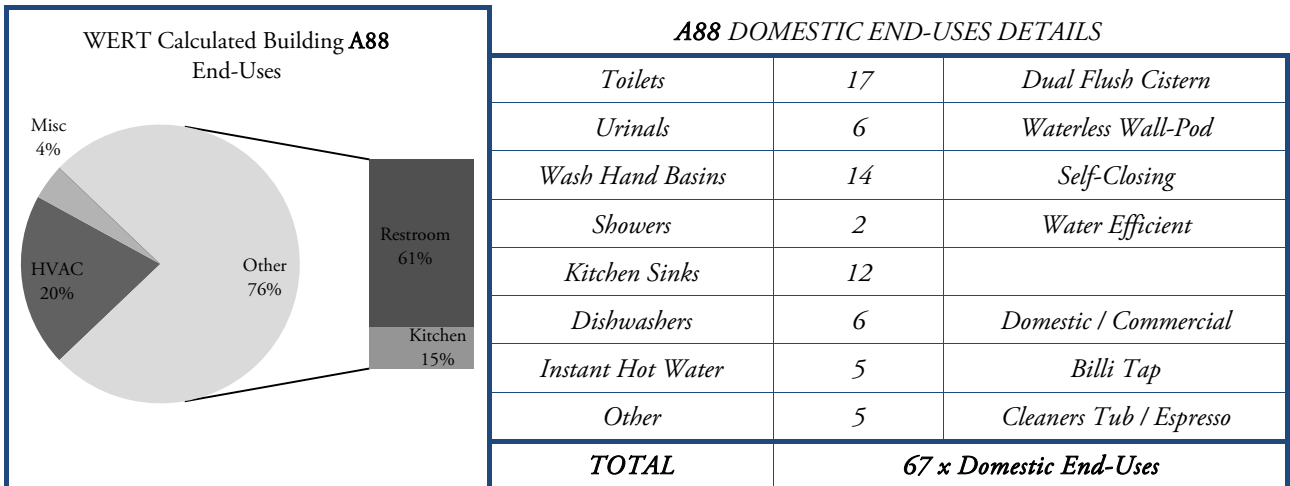 WERT Calculated Building A88
End-Uses
Misc
4%
HVAC
20%
Other
76%
Restroom
61%
Kitchen
15%
A88 DOMESTIC END-USES DETAILS
Toilets 17 Dual Flush Cistern
Urinals 6 Waterless Wall-Pod
Wash Hand Basins 14 Self-Closing
Showers 2 Water Efficient
Kitchen Sinks 12
Dishwashers 6 Domestic / Commercial
Instant Hot Water 5 Billi Tap
Other 5 Cleaners Tub / Espresso
TOTAL 67 x Domestic End-Uses